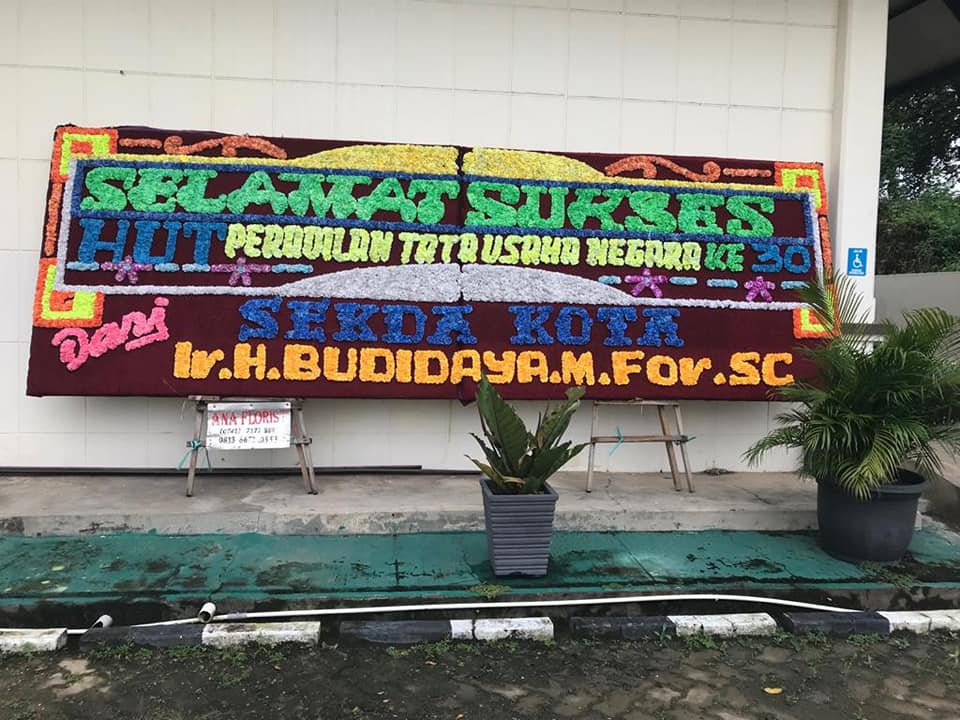 SELAMAT SUKSES
HUT PERADILAN TATA USAHA NEGARA KE 30
Dari
SEKDA KOTA
Ir.H.BUDIDAYA.M.For.SC
ANA FLORIS